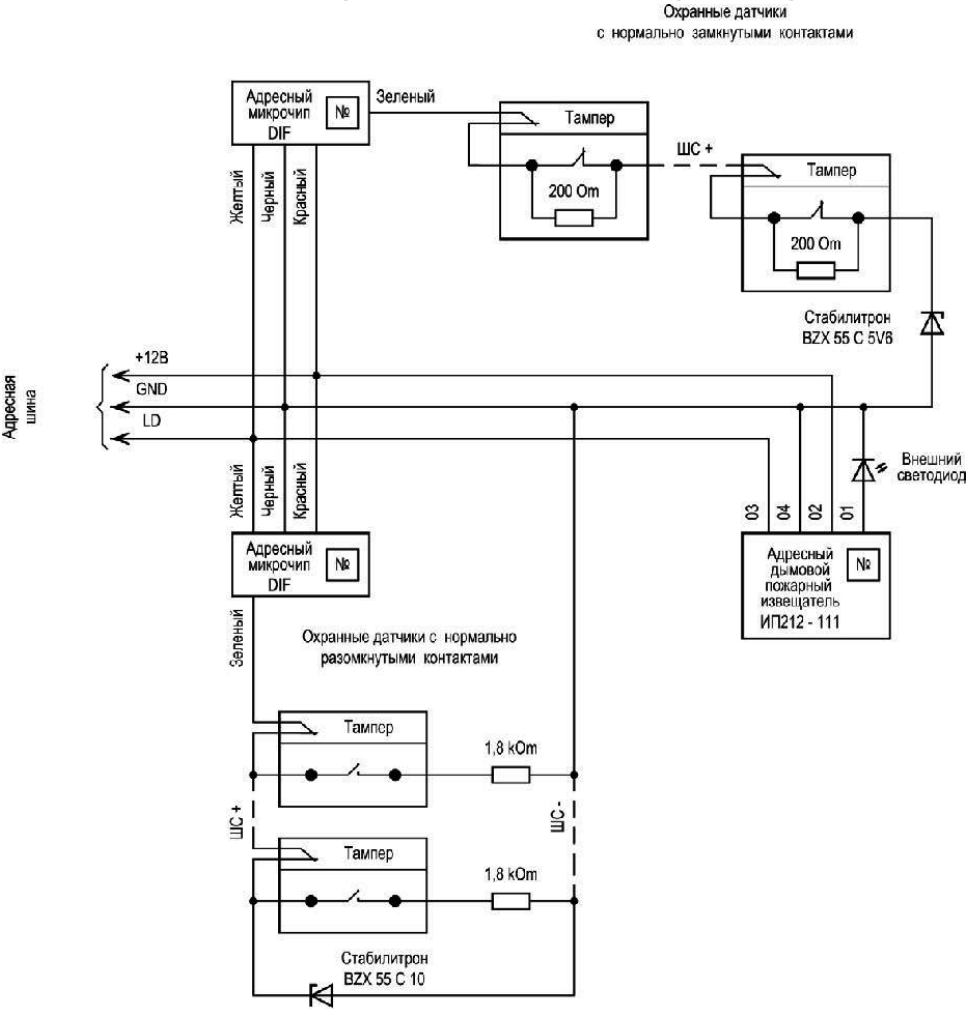 Охранные датчики
с нормально замкнутыми контактами
Адресный
микрочип
DIF
№
Зеленый
Тампер
200 Om
ШС +
Тампер
200 Om
Желтый
Черный
Красный
Стабилитрон
BZX 55 C 5V6
Адресная
шина
+12В
GND
LD
Желтый
Черный
Красный
Внешний
светодиод
03
04
02
01
Адресный
микрочип
DIF
№
Адресный
дымовой
пожарный
извещатель
ИП212 - 111
№
Зеленый
Охранные датчики с нормально
разомкнутыми контактами
Тампер
1,8 kOm
ШС +
ШС -
Тампер
1,8 kOm
Стабилитрон
BZX 55 C 10